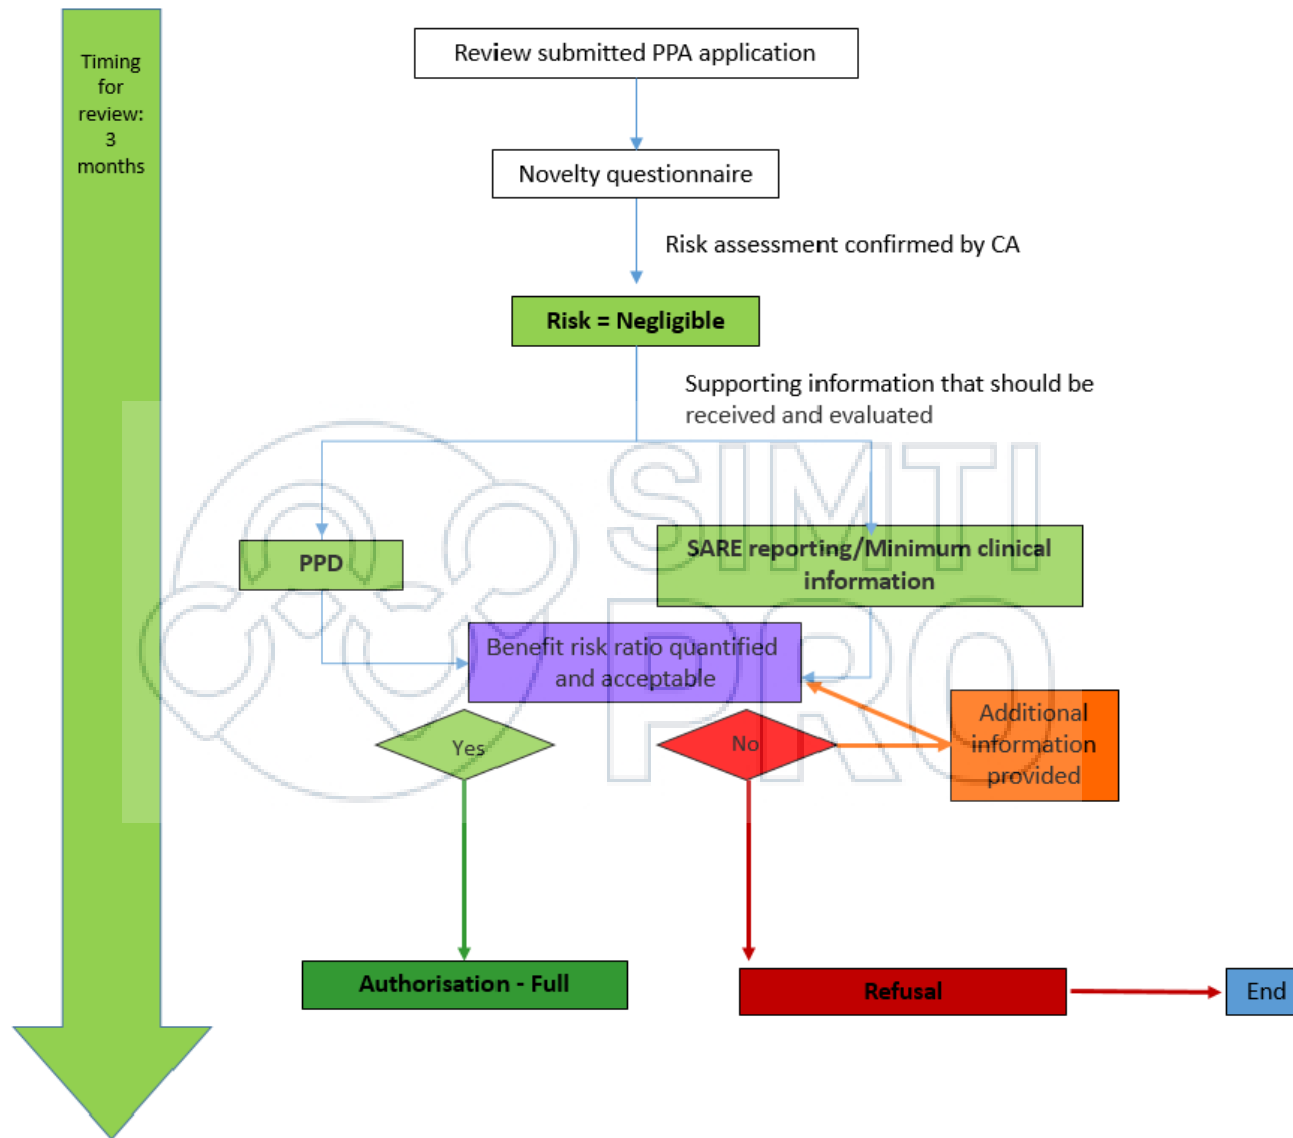 Timing
for
review:
3
months
Review submitted PPA application
Novelty questionnaire
Risk assessment confirmed by CA
Risk = Negligible
Supporting information that should be
received and evaluated
PPD
SARE reporting/Minimum clinical
information
Benefit risk ratio quantified
and acceptable
Yes
No
Additional
information
provided
Authorisation - Full
Refusal
End
SIMTI
PRO